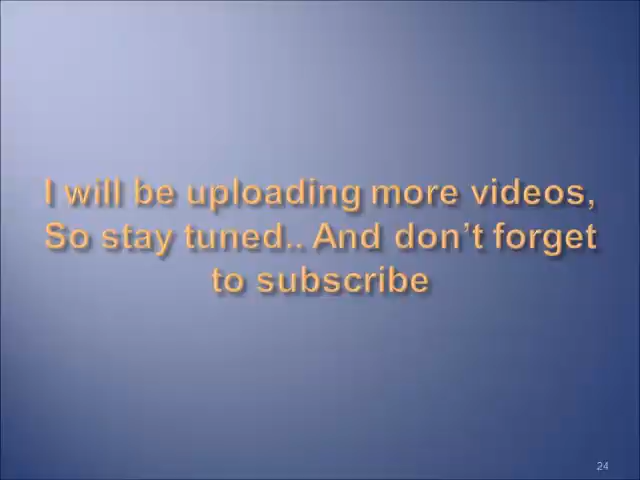 I will be uploading more videos,
So stay tuned.. And don’t forget
to subscribe
24